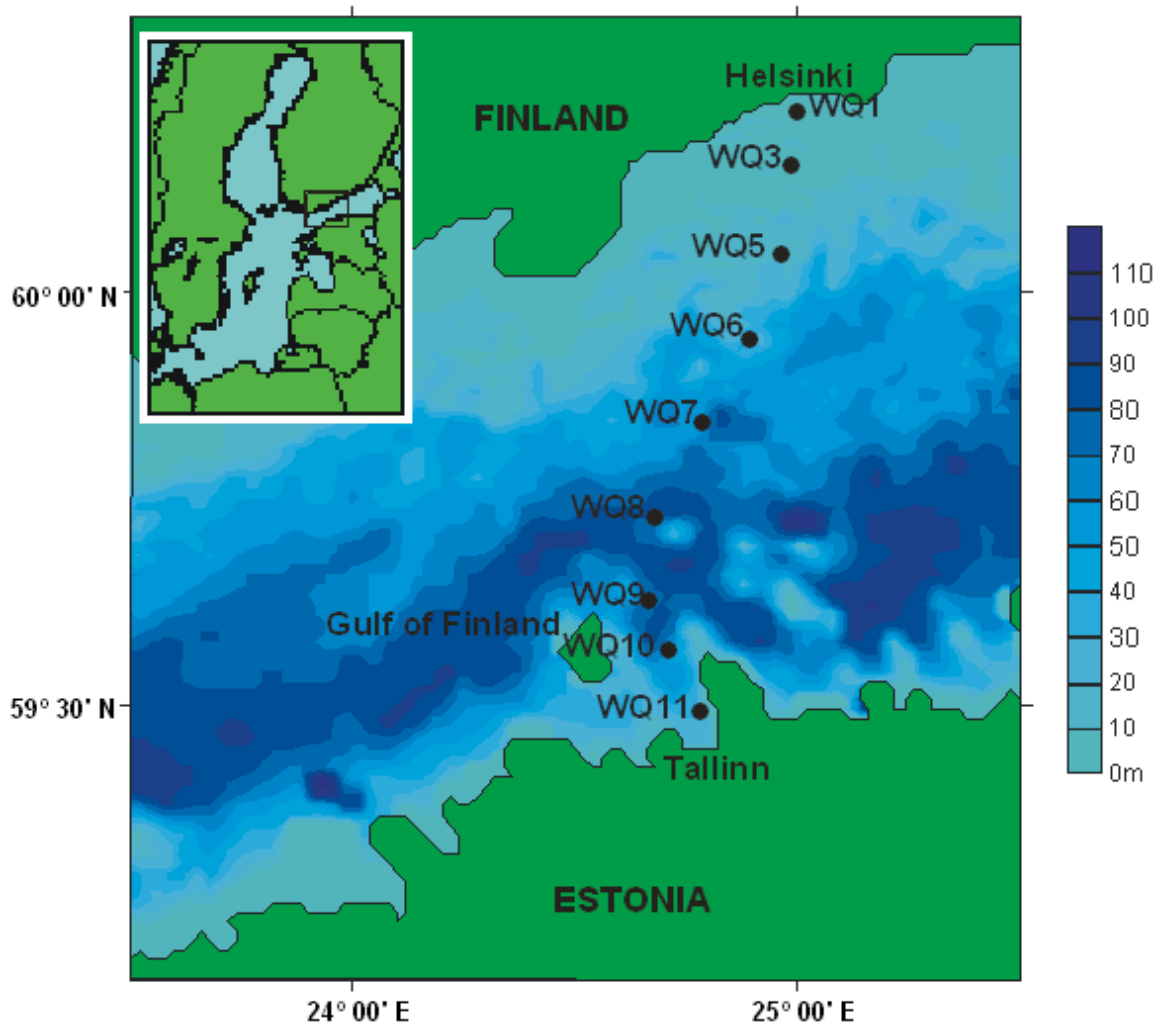 Helsinki
FINLAND
WQ1
WQ3
WQ5
60° 00' N
WQ6
WQ7
WQ8
WQ9
Gulf of Finland
WQ10
59° 30' N
WQ11
Tallinn
ESTONIA
24° 00' E
25° 00' E
110
100
90
80
70
60
50
40
30
20
10
0m